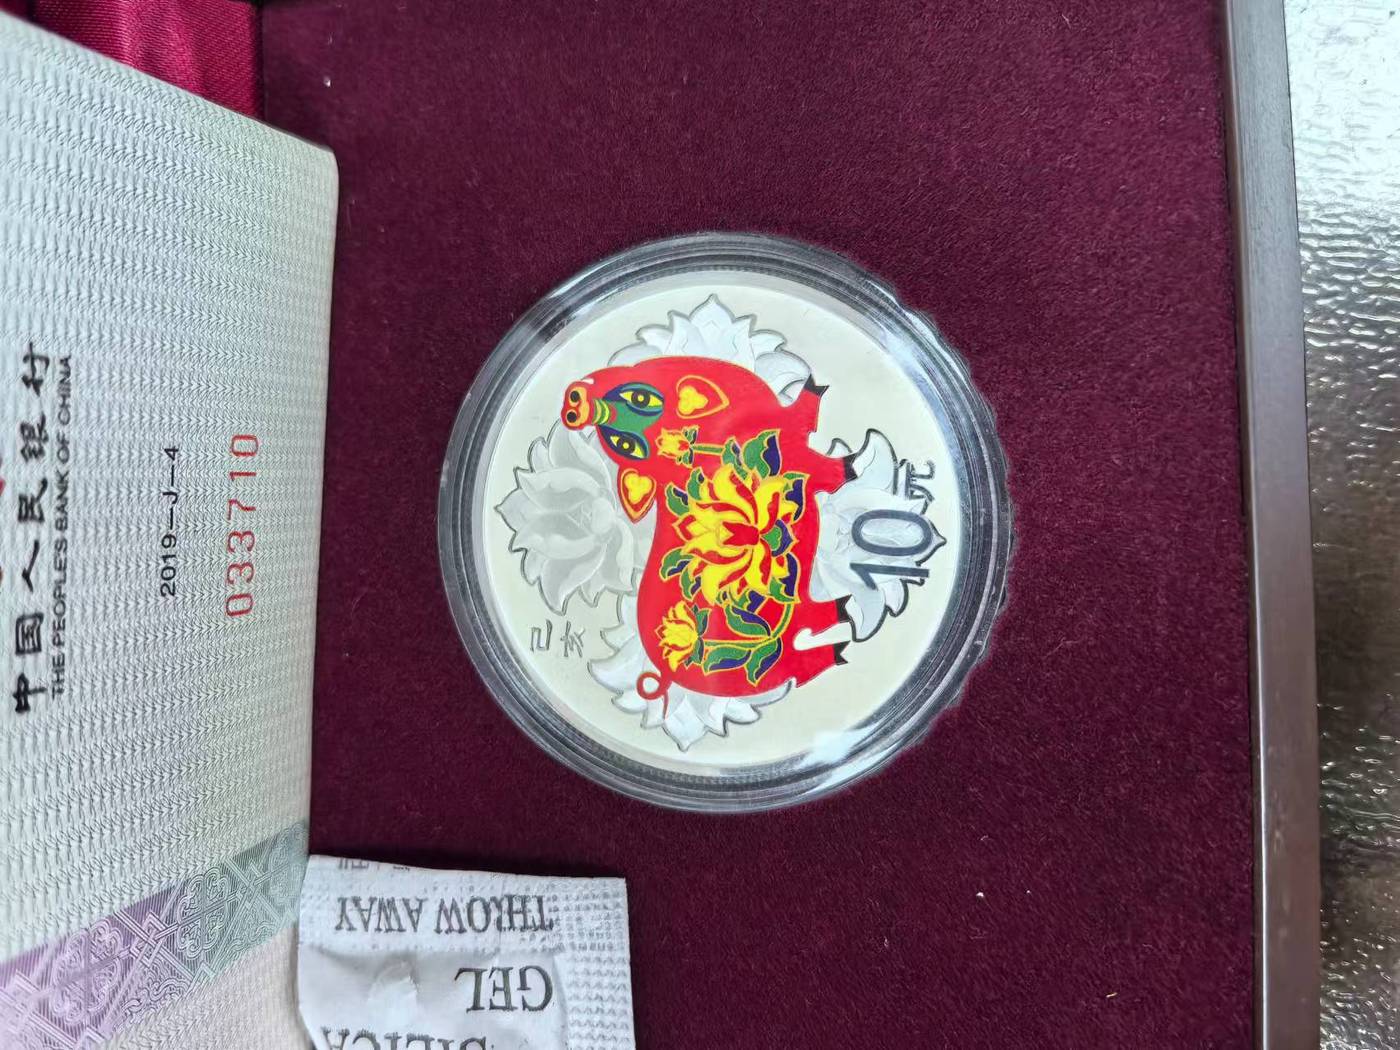 中国人民银行
THE PEOPLE'S BANK OF CHINA
2019—J—4
033710
己亥
10元
THROW AWAY
GEL
SILICA